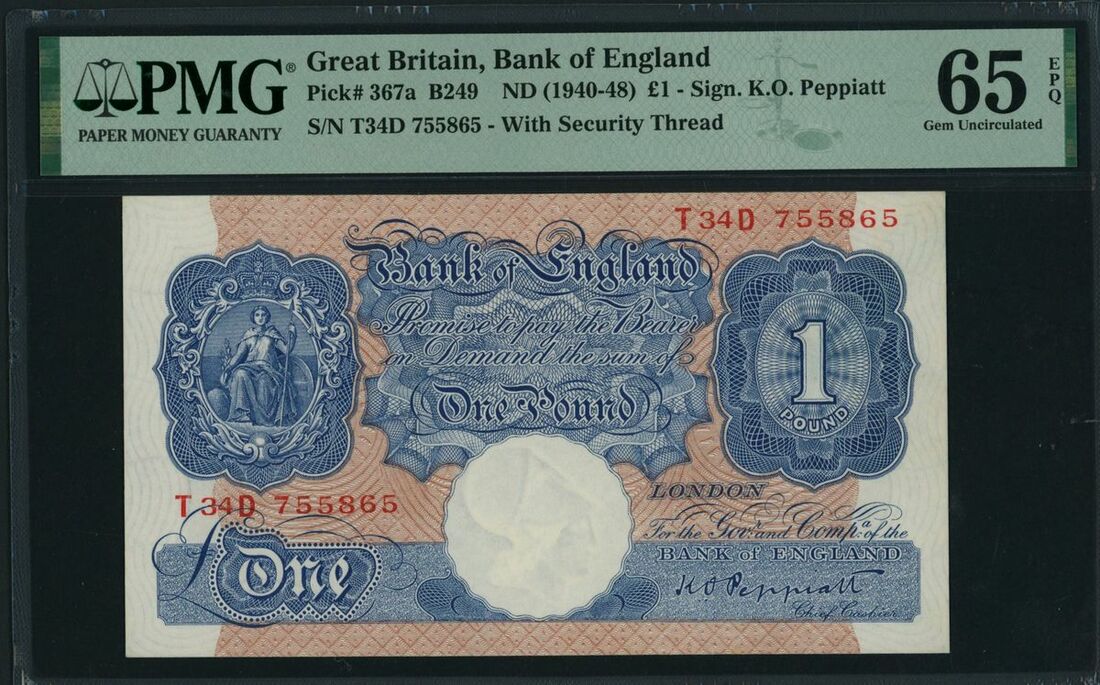 PMG®
PAPER MONEY GUARANTY
Great Britain, Bank of England
Pick# 367a B249 ND (1940-48) £1 - Sign. K.O. Peppiatt
S/N T34D 755865 - With Security Thread
65
EPQ
Gem Uncirculated
T34D 755865
Bank of England
I Promise to pay the Bearer
on Demand the sum of
One Pound
1
POUND
T34D 755865
LONDON
For the Govr. and Compa. of the
BANK OF ENGLAND
K O Peppiatt
Chief Cashier
£One